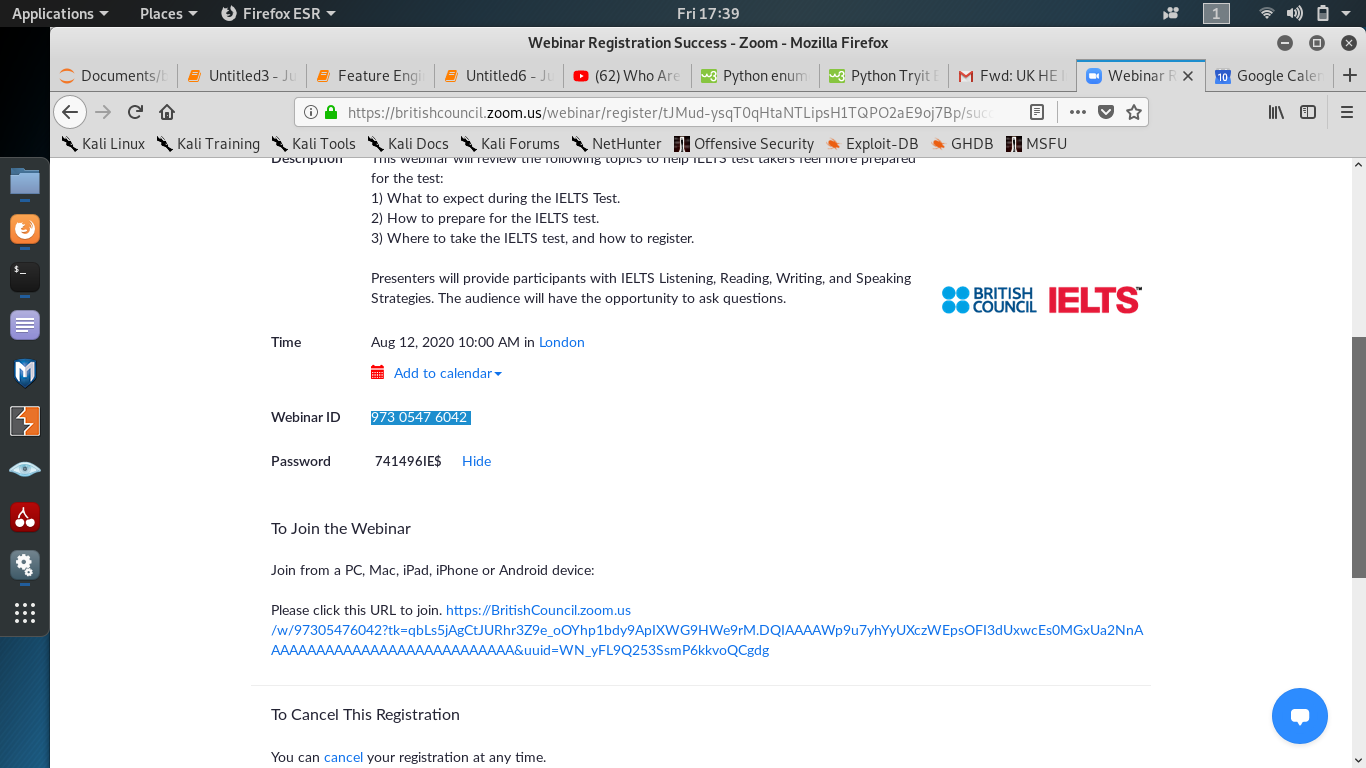 Applications
Places
Firefox ESR
Fri 17:39
1
Webinar Registration Success - Zoom - Mozilla Firefox
Documents/b
Untitled3 - Ju
Feature Engi
Untitled6 - Ju
(62) Who Are
Python enum
Python Tryit E
Fwd: UK HE
Webinar R
10 Google Calen
https://britishcouncil.zoom.us/webinar/register/tJMud-ysqT0qHtaNTLipsH1TQPO2aE9oj7Bp/succ
Kali Linux
Kali Training
Kali Tools
Kali Docs
Kali Forums
NetHunter
Offensive Security
Exploit-DB
GHDB
MSFU
Description
This webinar will review the following topics to help IELTS test takers feel more prepared
for the test:
1) What to expect during the IELTS Test.
2) How to prepare for the IELTS test.
3) Where to take the IELTS test, and how to register.
Presenters will provide participants with IELTS Listening, Reading, Writing, and Speaking
Strategies. The audience will have the opportunity to ask questions.
BRITISH
COUNCIL
IELTS™
Time
Aug 12, 2020 10:00 AM in London
Add to calendar
Webinar ID
973 0547 6042
Password
741496IE$ Hide
To Join the Webinar
Join from a PC, Mac, iPad, iPhone or Android device:
Please click this URL to join. https://BritishCouncil.zoom.us
/w/97305476042?tk=qbLs5jAgCtJURhr3Z9e_oOYhp1bdy9ApIXWG9HWe9rM.DQIAAAAWp9u7yhYyUXczWEpsOFI3dUxwcEs0MGxUa2NnA
AAAAAAAAAAAAAAAAAAAAAAAAAAA&uuid=WN_yFL9Q253SsmP6kkvoQCgdg
To Cancel This Registration
You can cancel your registration at any time.